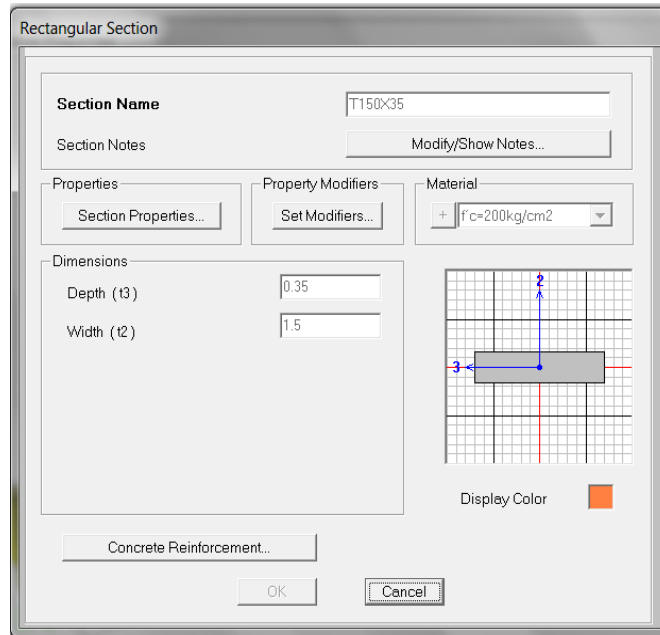 Rectangular Section
Section Name T150X35
Section Notes Modify/Show Notes...
Properties Property Modifiers Material
Section Properties... Set Modifiers... + f´c=200kg/cm2
Dimensions
Depth (t3) 0.35
Width (t2) 1.5
2
3
Display Color
Concrete Reinforcement...
OK Cancel